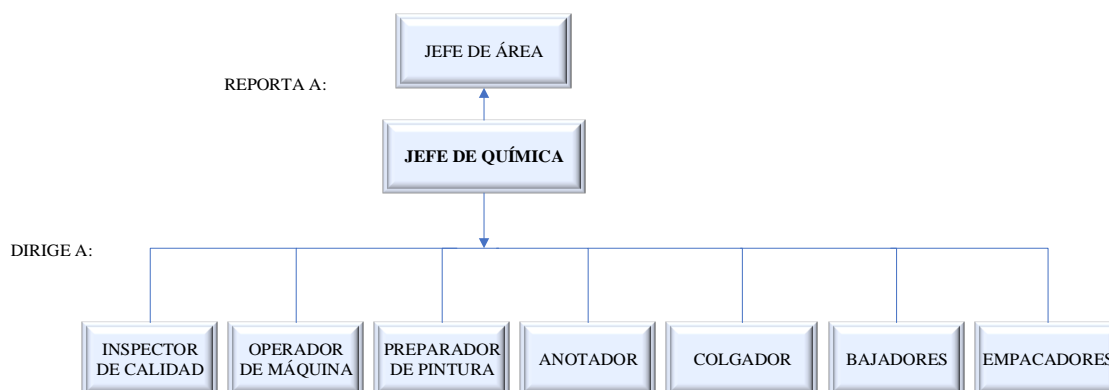 JEFE DE ÁREA
REPORTA A:
JEFE DE QUÍMICA
DIRIGE A:
INSPECTOR
DE CALIDAD
OPERADOR
DE MÁQUINA
PREPARADOR
DE PINTURA
ANOTADOR
COLGADOR
BAJADORES
EMPACADORES